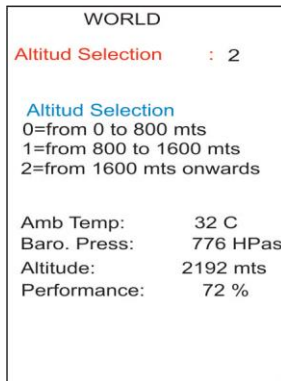 WORLD
Altitud Selection : 2
Altitud Selection
0=from 0 to 800 mts
1=from 800 to 1600 mts
2=from 1600 mts onwards
Amb Temp: 32 C
Baro. Press: 776 HPas
Altitude: 2192 mts
Performance: 72 %